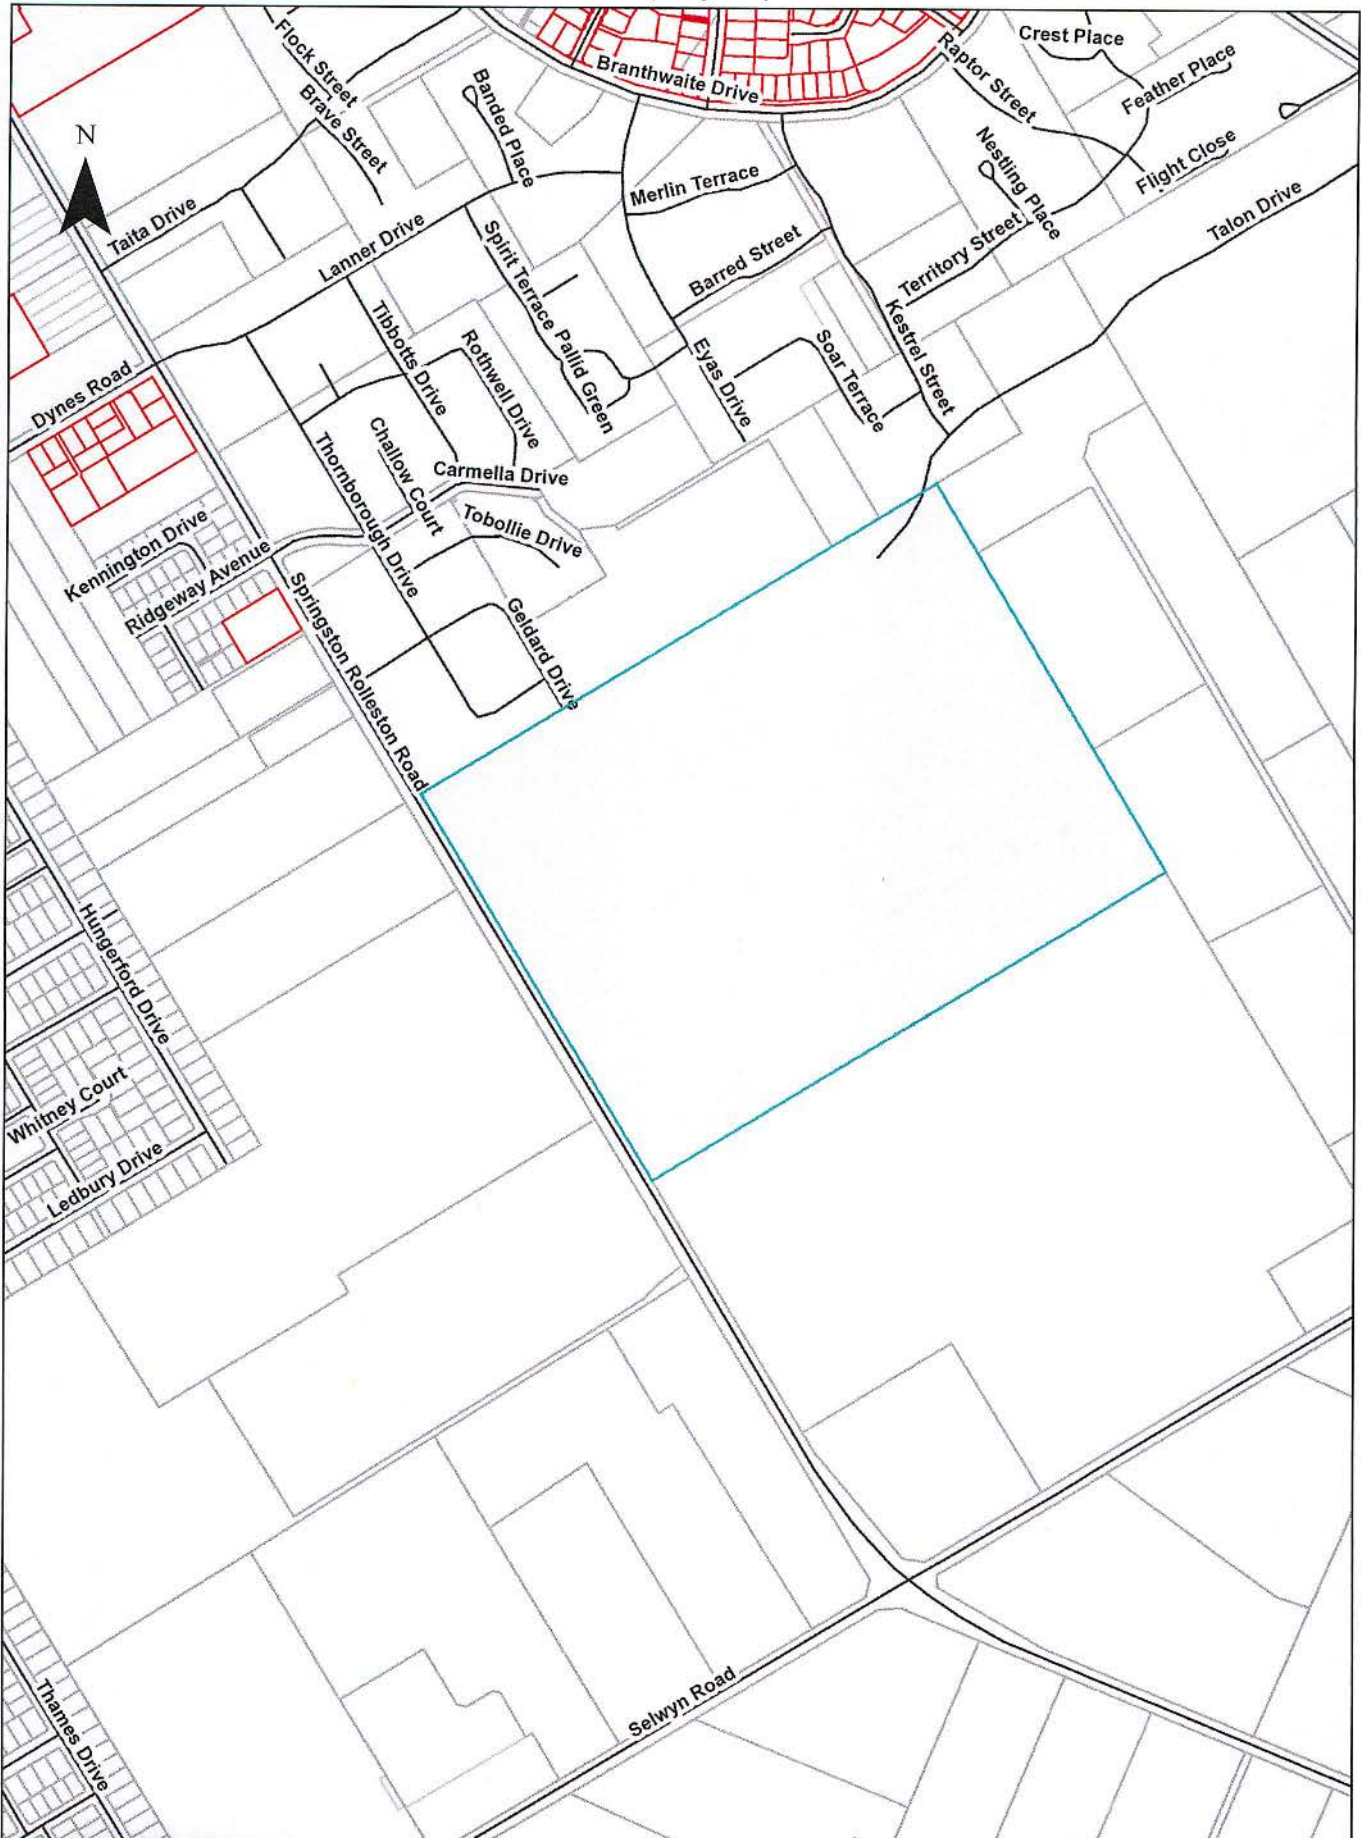 Crest Place
Flock Street
Raptor Street
Branthwaite Drive
Banded Place
Feather Place
Brave Street
N
Nestling Place
Flight Close
Merlin Terrace
Taita Drive
Talon Drive
Lanner Drive
Spirit Terrace
Barred Street
Territory Street
Tibbotts Drive
Kestrel Street
Rothwell Drive
Pallid Green
Eyas Drive
Soar Terrace
Dynes Road
Challow Court
Thornborough Drive
Carmella Drive
Tobollie Drive
Kennington Drive
Ridgeway Avenue
Springston Rolleston Road
Geldard Drive
Hungerford Drive
Whitney Court
Ledbury Drive
Selwyn Road
Thames Drive